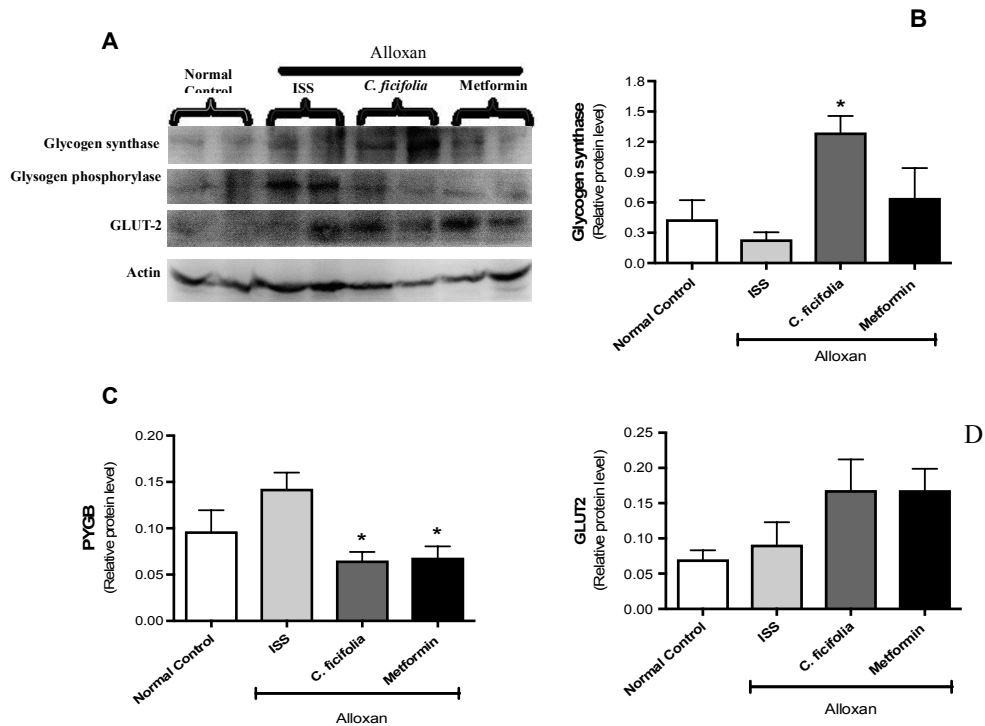 A
Alloxan
Normal Control
ISS
C. ficifolia
Metformin
Glycogen synthase
Glysogen phosphorylase
GLUT-2
Actin
B
Glycogen synthase
(Relative protein level)
1.8
1.5
1.2
0.9
0.6
0.3
0.0
*
Normal Control
ISS
C. ficifolia
Metformin
Alloxan
C
PYGB
(Relative protein level)
0.20
0.15
0.10
0.05
0.00
*
*
Normal Control
ISS
C. ficifolia
Metformin
Alloxan
D
GLUT2
(Relative protein level)
0.25
0.20
0.15
0.10
0.05
0.00
Normal Control
ISS
C. ficifolia
Metformin
Alloxan